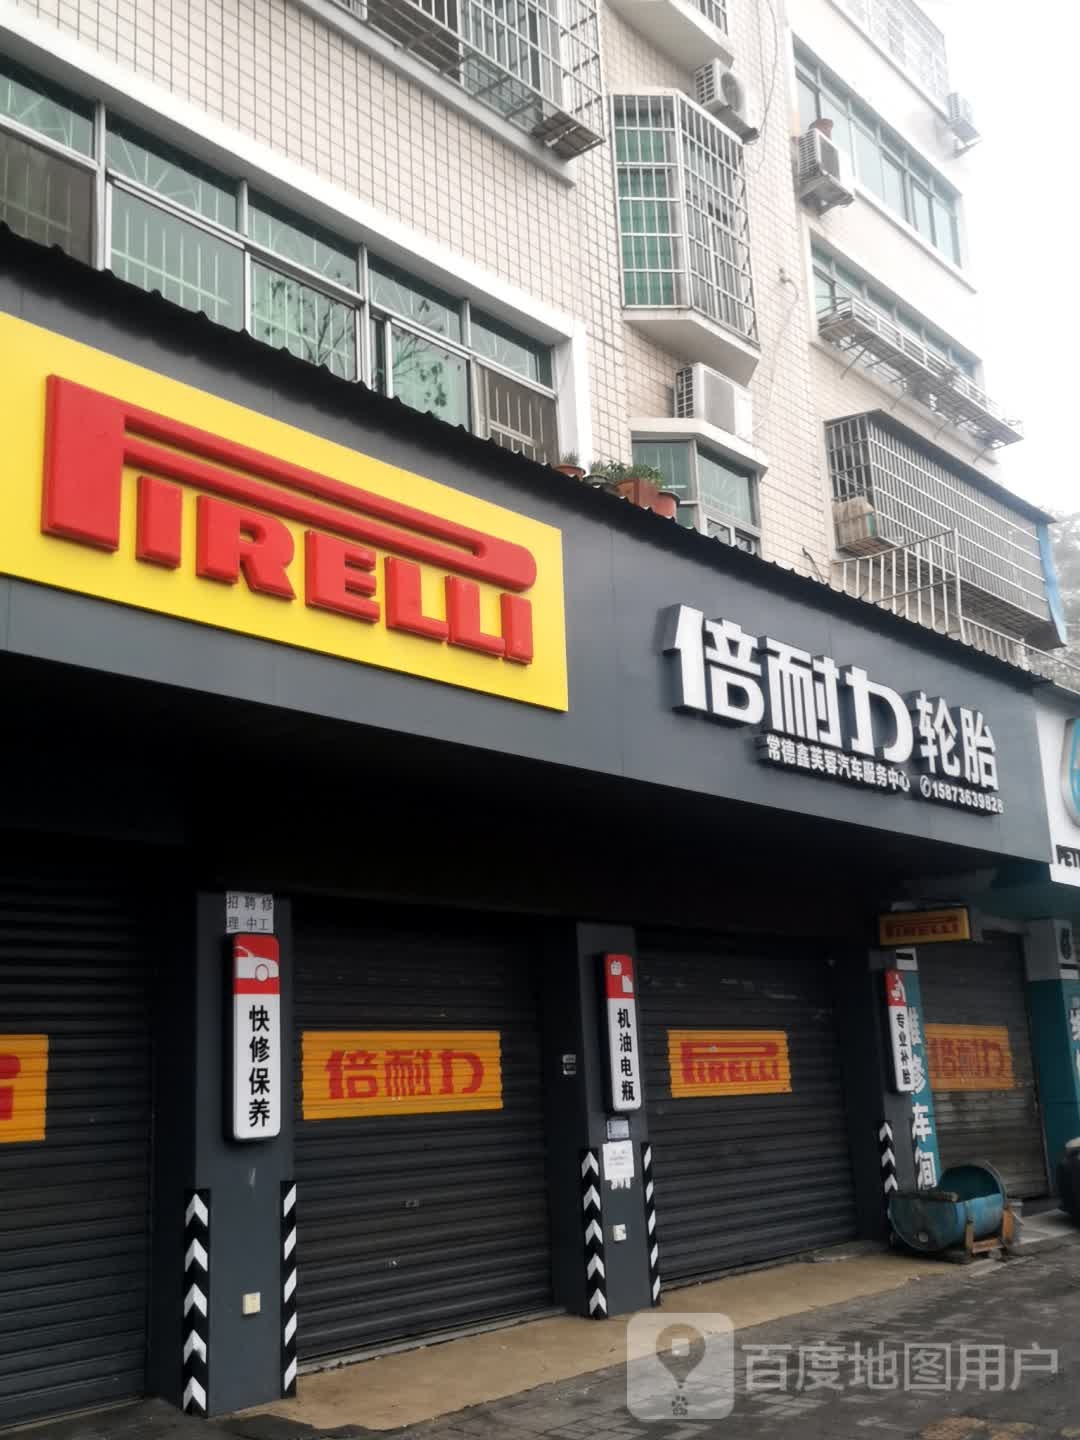 PIRELLI
倍耐力轮胎
常德鑫芙蓉汽车服务中心 ✆15873639828
招聘修
理中工
快修保养
倍耐力
机油电瓶
PIRELLI
PIRELLI
专业补胎
维修车间
倍耐力
百度地图用户